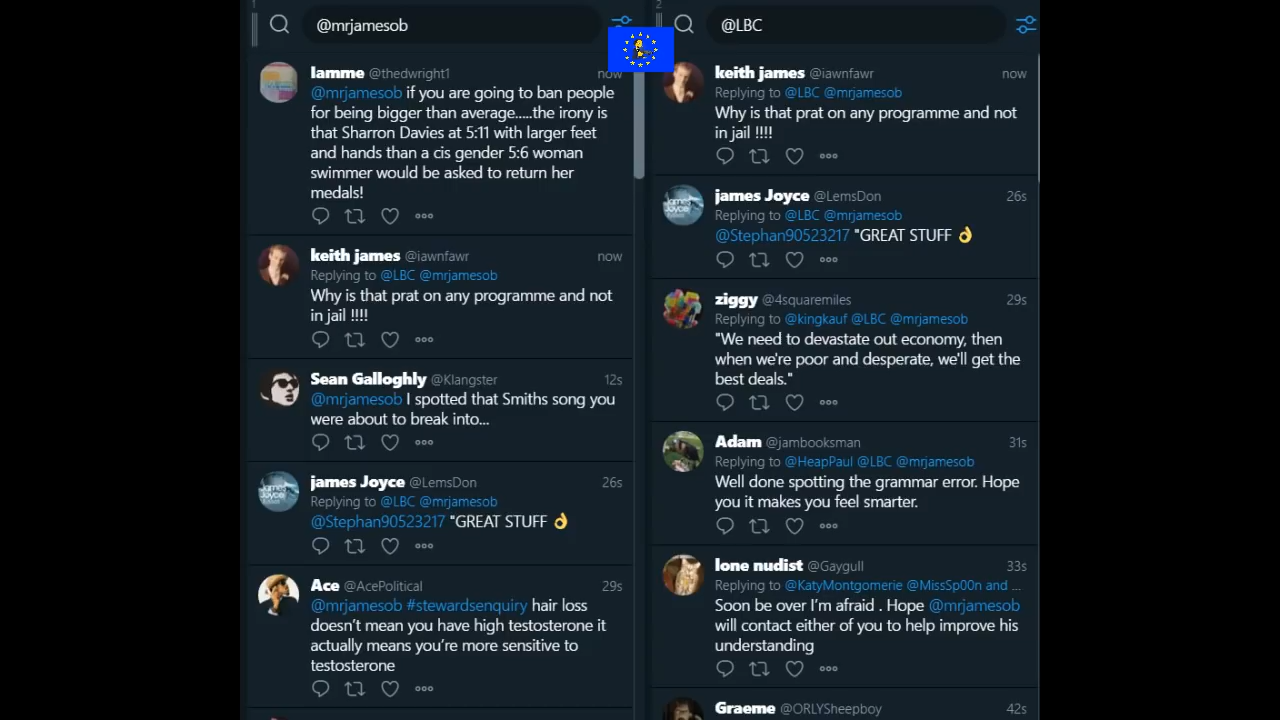 1
@mrjamesob
Iamme @thedwright1 now
@mrjamesob if you are going to ban people
for being bigger than average.....the irony is
that Sharron Davies at 5:11 with larger feet
and hands than a cis gender 5:6 woman
swimmer would be asked to return her
medals!
keith james @iawnfawr now
Replying to @LBC @mrjamesob
Why is that prat on any programme and not
in jail !!!!
Sean Galloghly @Klangster 12s
@mrjamesob I spotted that Smiths song you
were about to break into...
james Joyce @LemsDon 26s
Replying to @LBC @mrjamesob
@Stephan90523217 "GREAT STUFF 👌
Ace @AcePolitical 29s
@mrjamesob #stewardsenquiry hair loss
doesn’t mean you have high testosterone it
actually means you’re more sensitive to
testosterone
2
@LBC
keith james @iawnfawr now
Replying to @LBC @mrjamesob
Why is that prat on any programme and not
in jail !!!!
james Joyce @LemsDon 26s
Replying to @LBC @mrjamesob
@Stephan90523217 "GREAT STUFF 👌
ziggy @4squaremiles 29s
Replying to @kingkauf @LBC @mrjamesob
"We need to devastate out economy, then
when we're poor and desperate, we'll get the
best deals."
Adam @jambooksman 31s
Replying to @HeapPaul @LBC @mrjamesob
Well done spotting the grammar error. Hope
you it makes you feel smarter.
lone nudist @Gaygull 33s
Replying to @KatyMontgomerie @MissSp00n and ...
Soon be over I’m afraid . Hope @mrjamesob
will contact either of you to help improve his
understanding
Graeme @ORLYSheepboy 42s